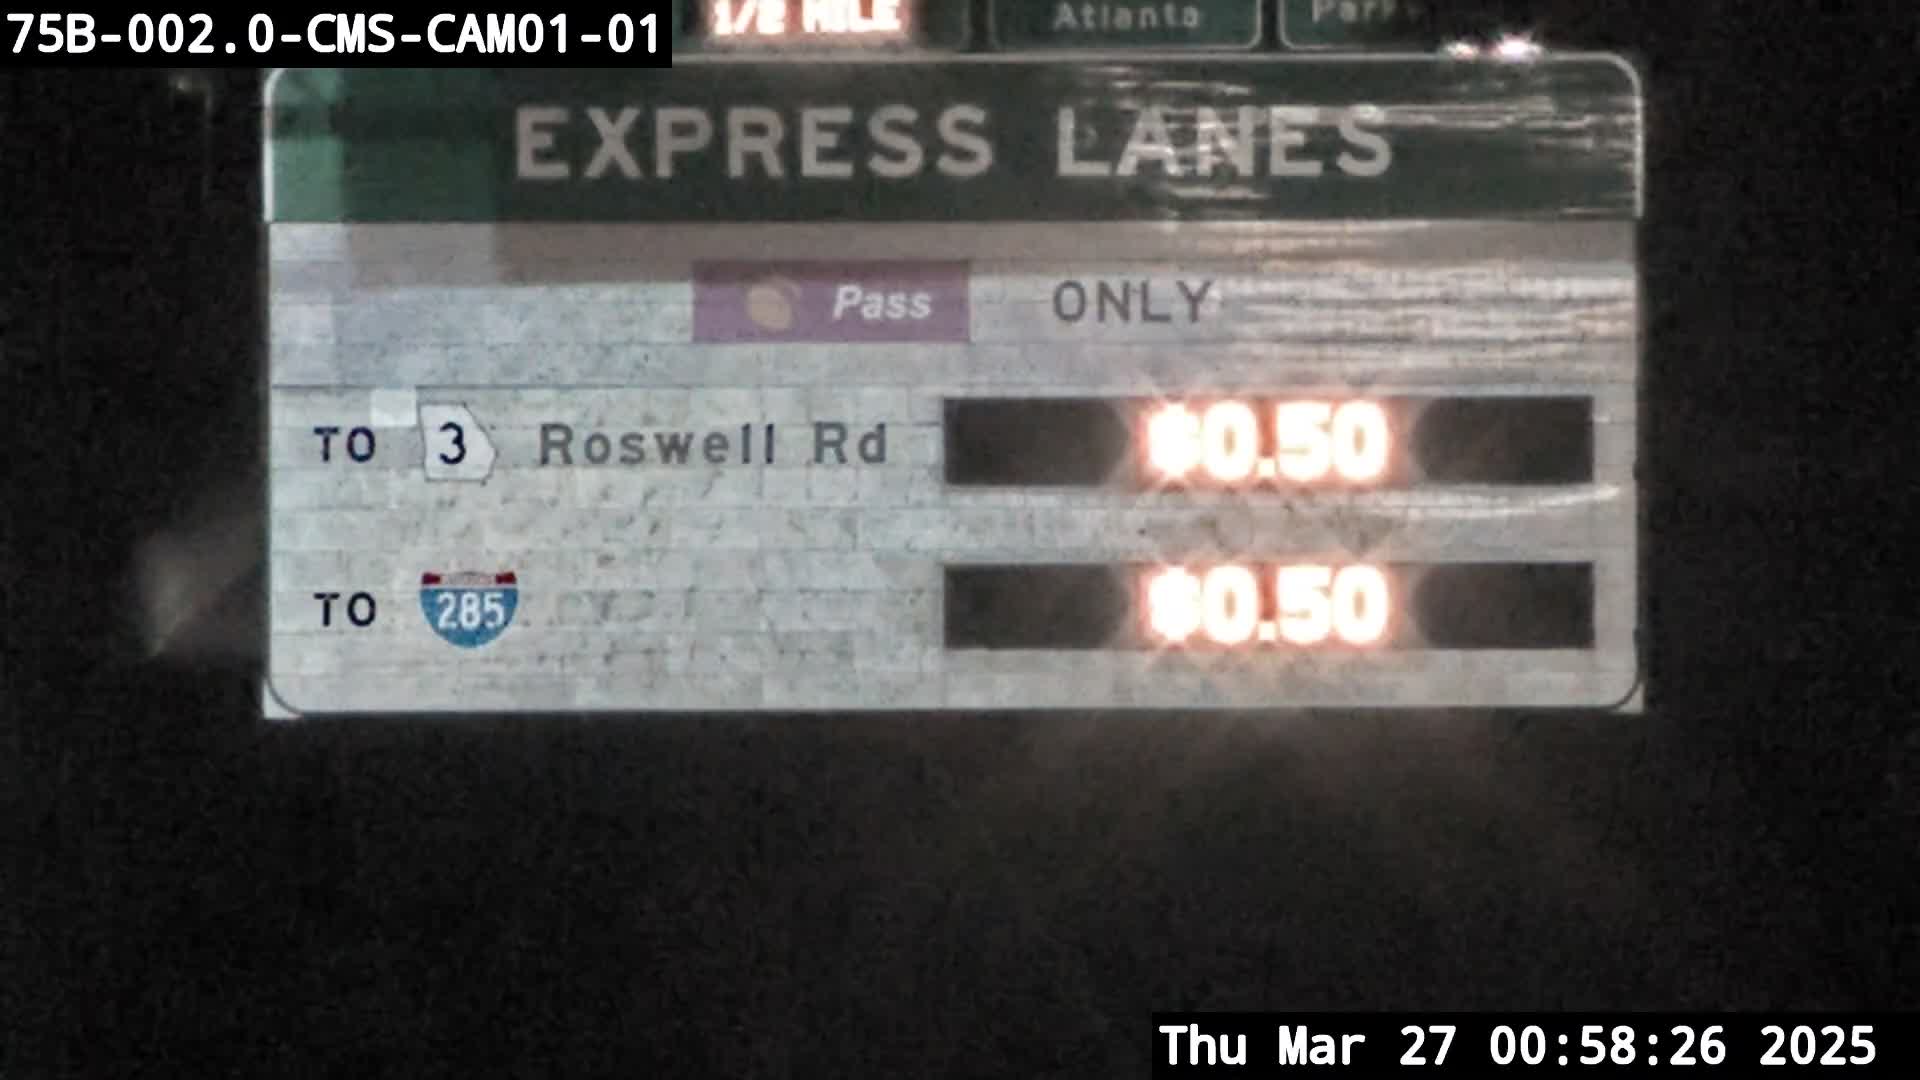 75B-002.0-CMS-CAM01-01
1/2 MILE
Atlanta
EXPRESS LANES
Pass ONLY
TO 3 Roswell Rd $0.50
TO 285 $0.50
Thu Mar 27 00:58:26 2025